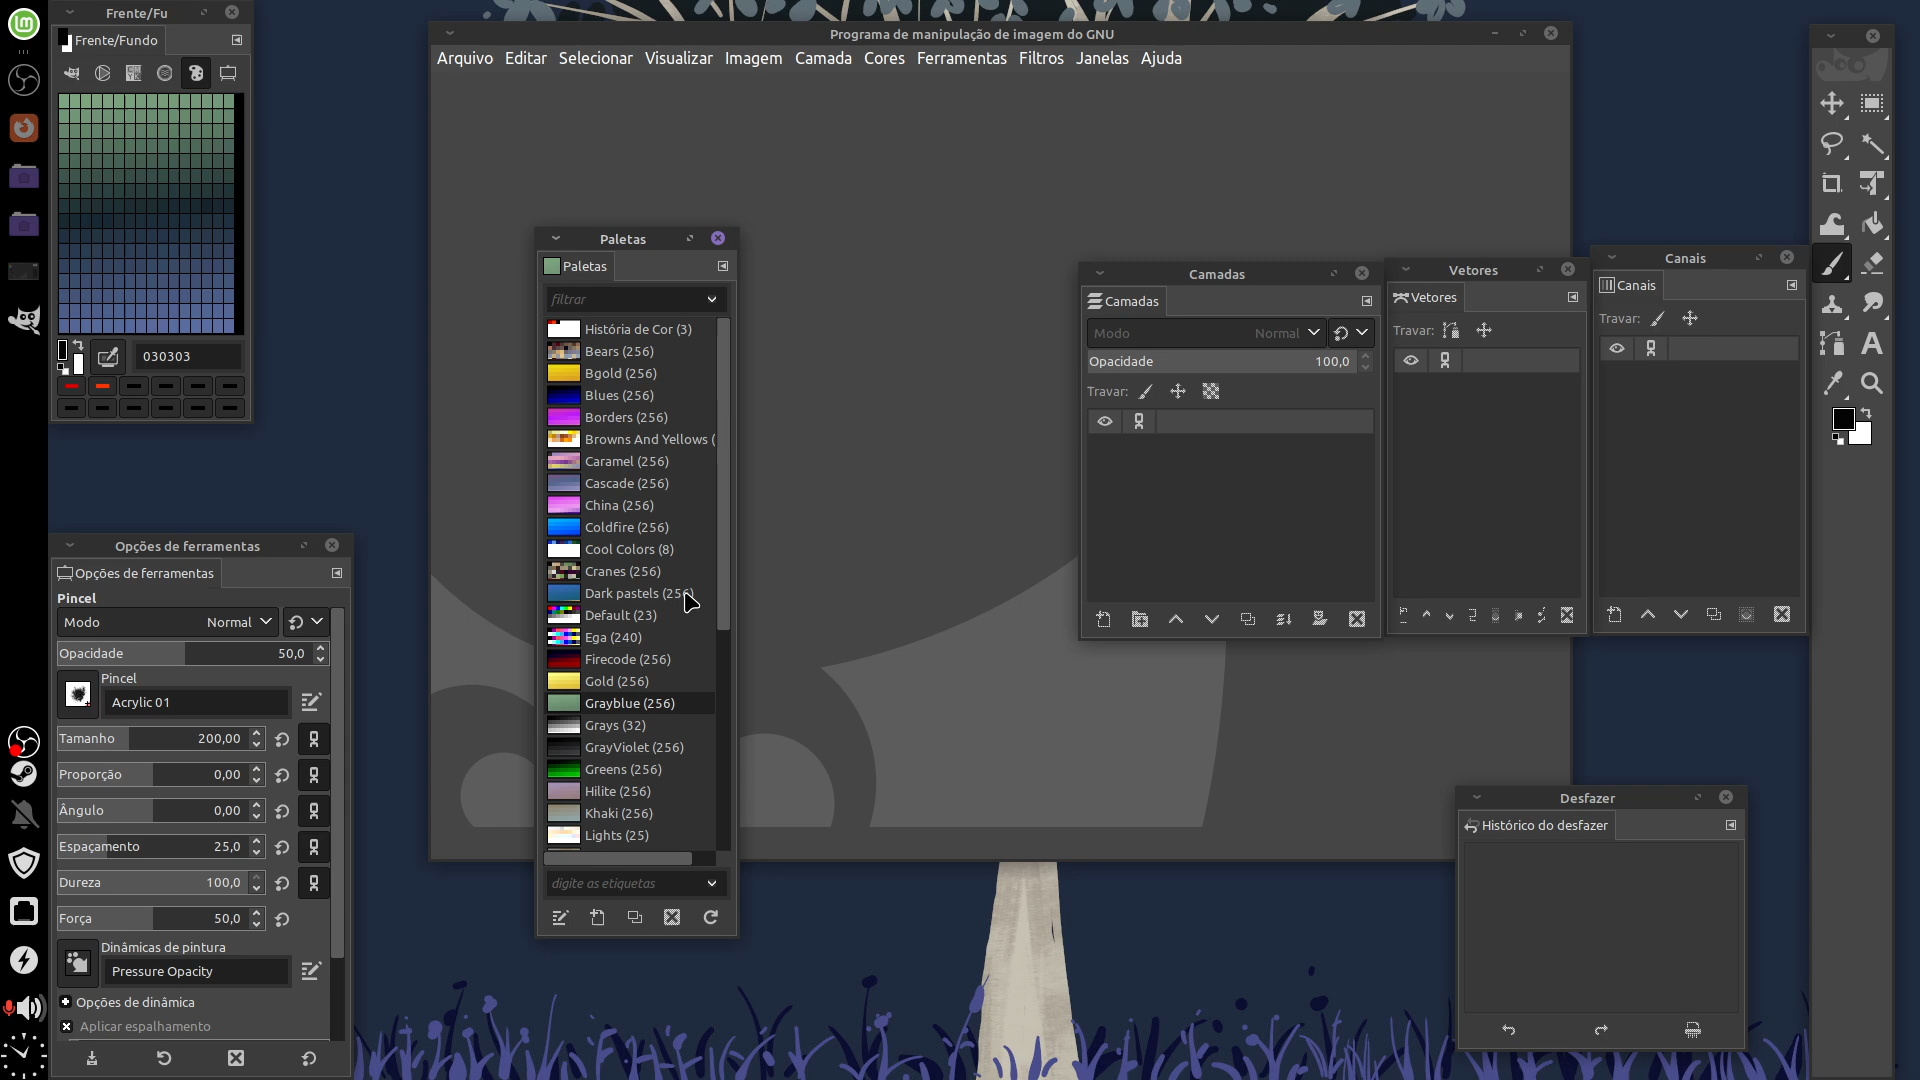 Frente/Fu
Frente/Fundo
030303
Programa de manipulação de imagem do GNU
Arquivo Editar Selecionar Visualizar Imagem Camada Cores Ferramentas Filtros Janelas Ajuda
Paletas
Paletas
filtrar
História de Cor (3)
Bears (256)
Bgold (256)
Blues (256)
Borders (256)
Browns And Yellows (
Caramel (256)
Cascade (256)
China (256)
Coldfire (256)
Cool Colors (8)
Cranes (256)
Dark pastels (256)
Default (23)
Ega (240)
Firecode (256)
Gold (256)
Grayblue (256)
Grays (32)
GrayViolet (256)
Greens (256)
Hilite (256)
Khaki (256)
Lights (25)
digite as etiquetas
Camadas
Camadas
Modo Normal
Opacidade 100,0
Travar:
Vetores
Vetores
Travar:
Canais
Canais
Travar:
Opções de ferramentas
Opções de ferramentas
Pincel
Modo Normal
Opacidade 50,0
Pincel
Acrylic 01
Tamanho 200,00
Proporção 0,00
Ângulo 0,00
Espaçamento 25,0
Dureza 100,0
Força 50,0
Dinâmicas de pintura
Pressure Opacity
Opções de dinâmica
Aplicar espalhamento
Desfazer
Histórico do desfazer